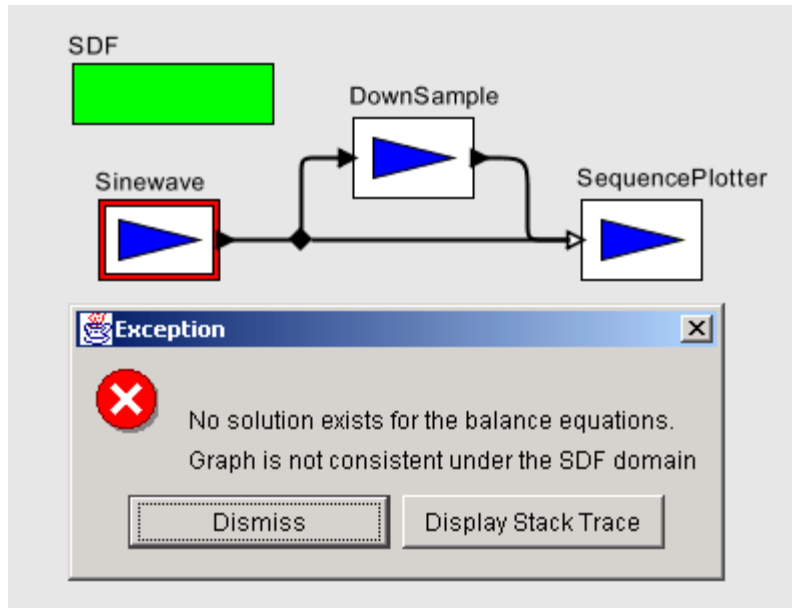 SDF
DownSample
Sinewave
SequencePlotter
Exception
No solution exists for the balance equations.
Graph is not consistent under the SDF domain
Dismiss
Display Stack Trace